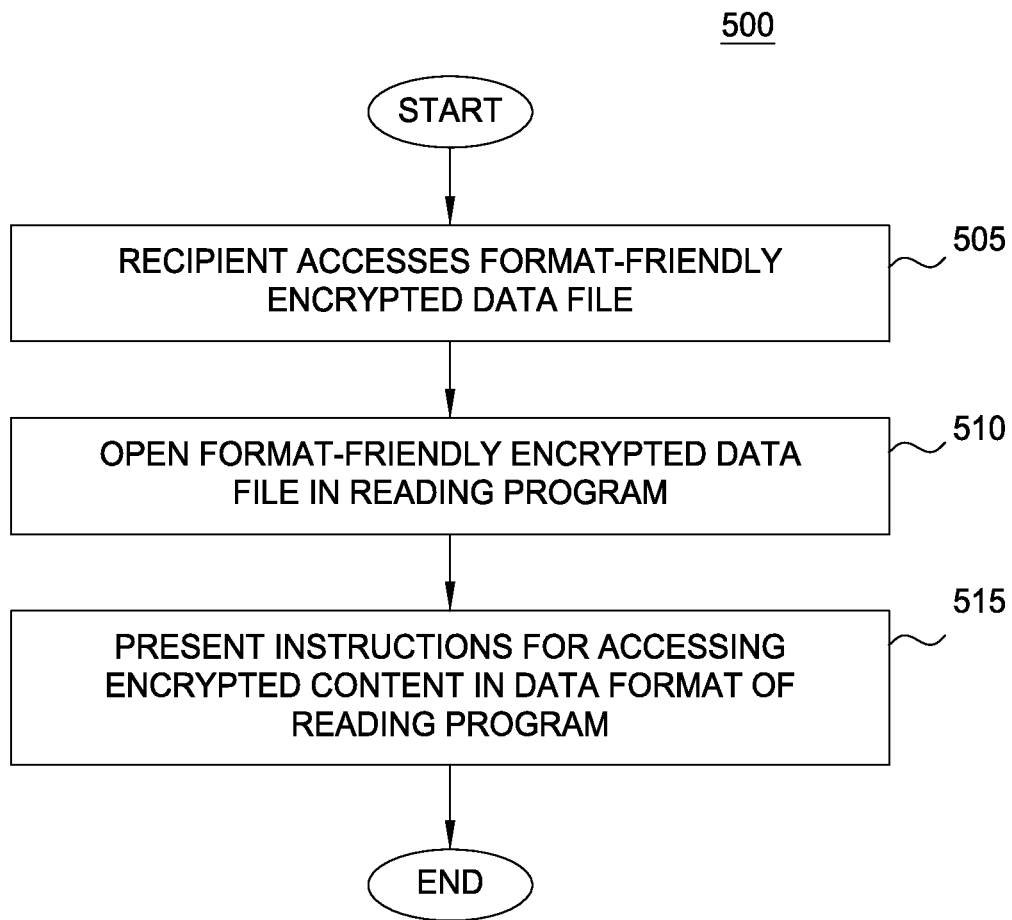 500
START
RECIPIENT ACCESSES FORMAT-FRIENDLY
ENCRYPTED DATA FILE
505
OPEN FORMAT-FRIENDLY ENCRYPTED DATA
FILE IN READING PROGRAM
510
PRESENT INSTRUCTIONS FOR ACCESSING
ENCRYPTED CONTENT IN DATA FORMAT OF
READING PROGRAM
515
END